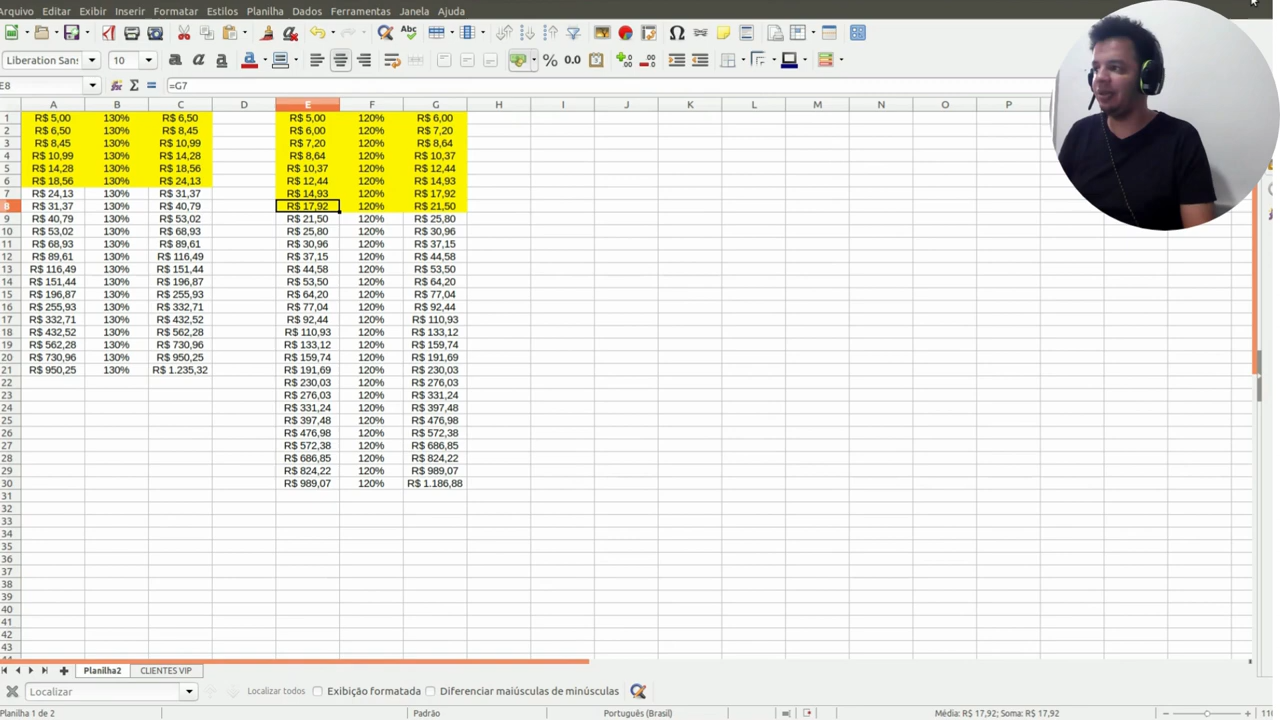 Arquivo Editar Exibir Inserir Formatar Estilos Planilha Dados Ferramentas Janela Ajuda
Liberation Sans 10
E8 =G7
A B C D E F G H I J K L M N O P
1 R$ 5,00 130% R$ 6,50 R$ 5,00 120% R$ 6,00
2 R$ 6,50 130% R$ 8,45 R$ 6,00 120% R$ 7,20
3 R$ 8,45 130% R$ 10,99 R$ 7,20 120% R$ 8,64
4 R$ 10,99 130% R$ 14,28 R$ 8,64 120% R$ 10,37
5 R$ 14,28 130% R$ 18,56 R$ 10,37 120% R$ 12,44
6 R$ 18,56 130% R$ 24,13 R$ 12,44 120% R$ 14,93
7 R$ 24,13 130% R$ 31,37 R$ 14,93 120% R$ 17,92
8 R$ 31,37 130% R$ 40,79 R$ 17,92 120% R$ 21,50
9 R$ 40,79 130% R$ 53,02 R$ 21,50 120% R$ 25,80
10 R$ 53,02 130% R$ 68,93 R$ 25,80 120% R$ 30,96
11 R$ 68,93 130% R$ 89,61 R$ 30,96 120% R$ 37,15
12 R$ 89,61 130% R$ 116,49 R$ 37,15 120% R$ 44,58
13 R$ 116,49 130% R$ 151,44 R$ 44,58 120% R$ 53,50
14 R$ 151,44 130% R$ 196,87 R$ 53,50 120% R$ 64,20
15 R$ 196,87 130% R$ 255,93 R$ 64,20 120% R$ 77,04
16 R$ 255,93 130% R$ 332,71 R$ 77,04 120% R$ 92,44
17 R$ 332,71 130% R$ 432,52 R$ 92,44 120% R$ 110,93
18 R$ 432,52 130% R$ 562,28 R$ 110,93 120% R$ 133,12
19 R$ 562,28 130% R$ 730,96 R$ 133,12 120% R$ 159,74
20 R$ 730,96 130% R$ 950,25 R$ 159,74 120% R$ 191,69
21 R$ 950,25 130% R$ 1.235,32 R$ 191,69 120% R$ 230,03
22 R$ 230,03 120% R$ 276,03
23 R$ 276,03 120% R$ 331,24
24 R$ 331,24 120% R$ 397,48
25 R$ 397,48 120% R$ 476,98
26 R$ 476,98 120% R$ 572,38
27 R$ 572,38 120% R$ 686,85
28 R$ 686,85 120% R$ 824,22
29 R$ 824,22 120% R$ 989,07
30 R$ 989,07 120% R$ 1.186,88
31
32
33
34
35
36
37
38
39
40
41
42
43
Planilha2 CLIENTES VIP
Localizar Localizar todos Exibição formatada Diferenciar maiúsculas de minúsculas
Planilha 1 de 2 Padrão Português (Brasil) Média: R$ 17,92; Soma: R$ 17,92